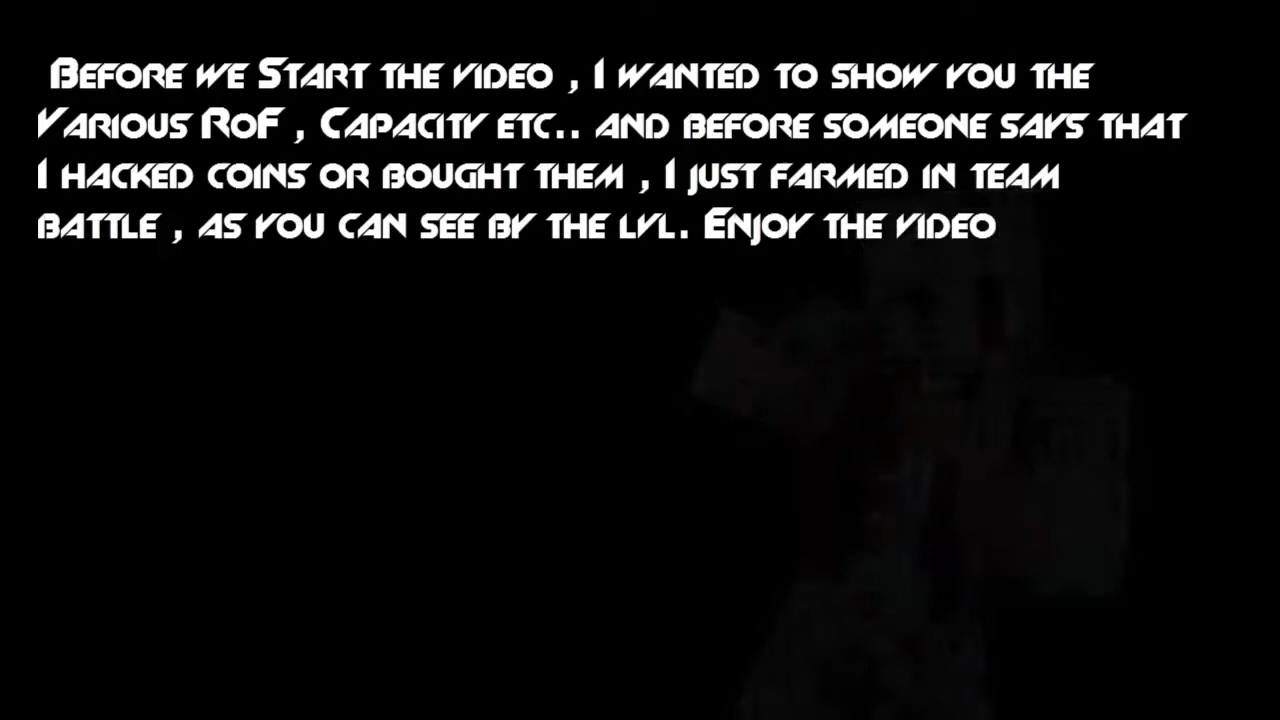 Before we Start the video , I wanted to show you the
Various RoF , Capacity etc.. and before someone says that
I hacked coins or bought them , I just farmed in team
battle , as you can see by the lvl. Enjoy the video